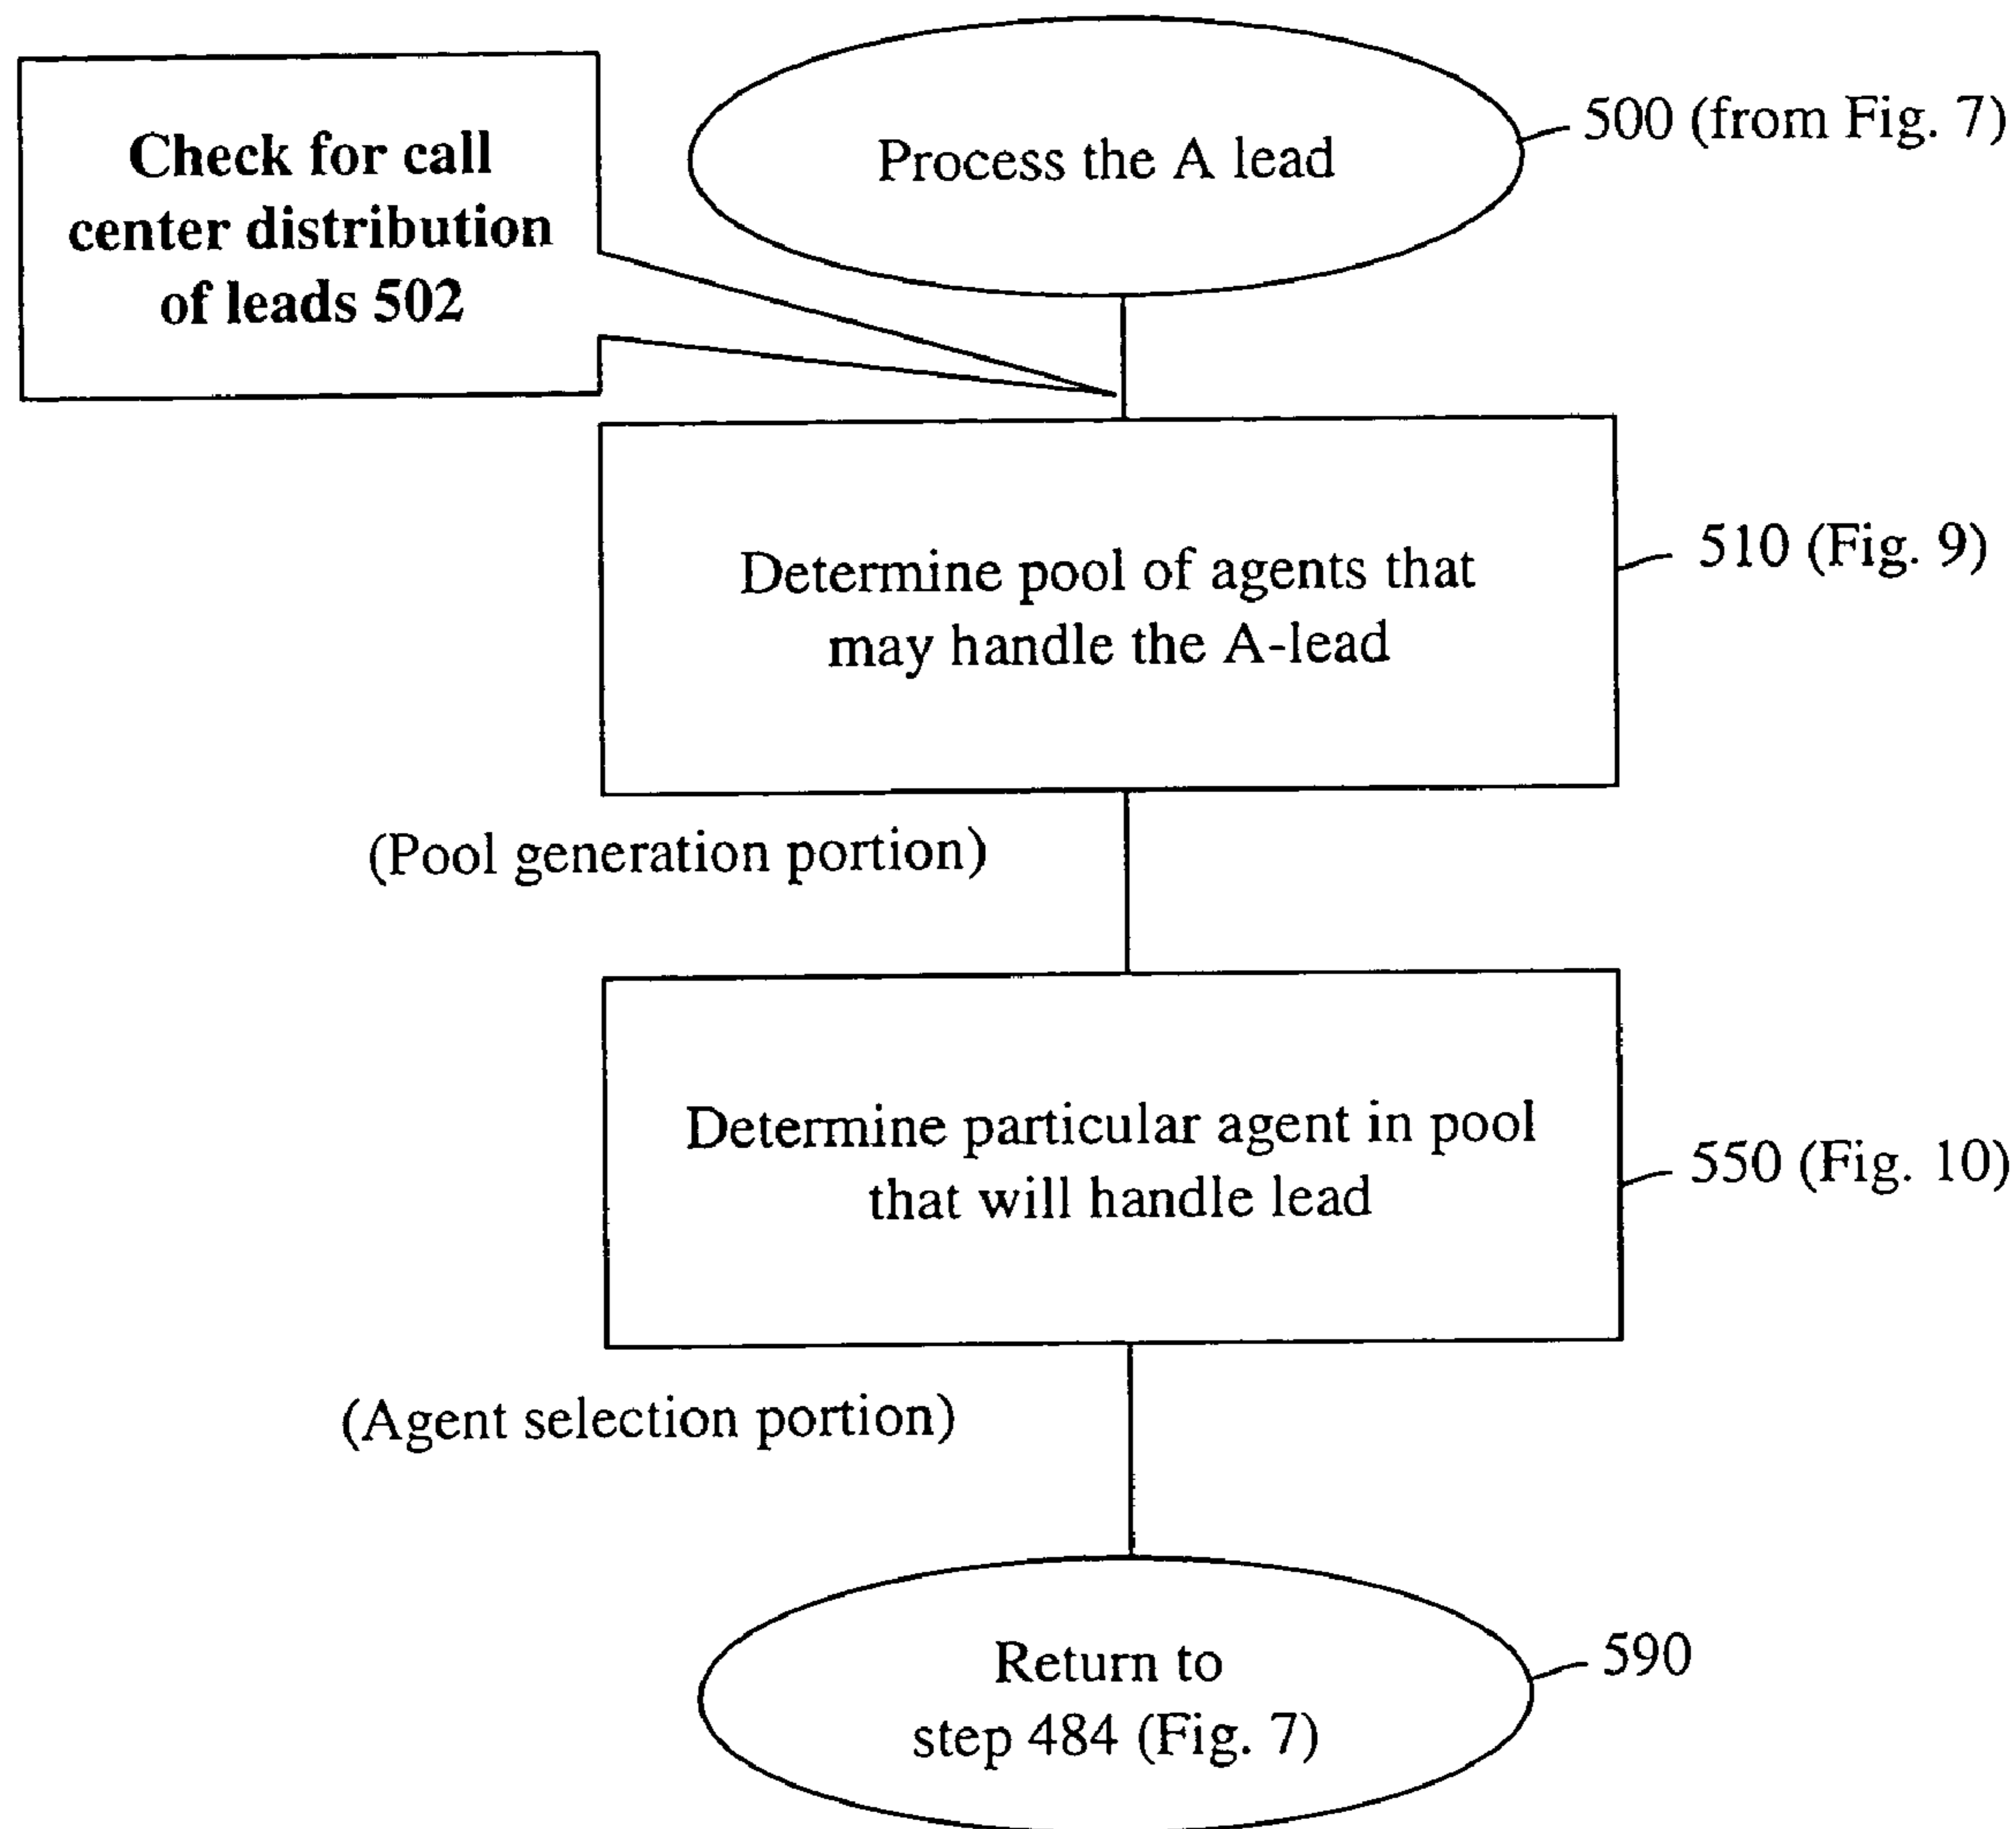 Check for call
center distribution
of leads 502
Process the A lead
500 (from Fig. 7)
Determine pool of agents that
may handle the A-lead
510 (Fig. 9)
(Pool generation portion)
Determine particular agent in pool
that will handle lead
550 (Fig. 10)
(Agent selection portion)
Return to
step 484 (Fig. 7)
590